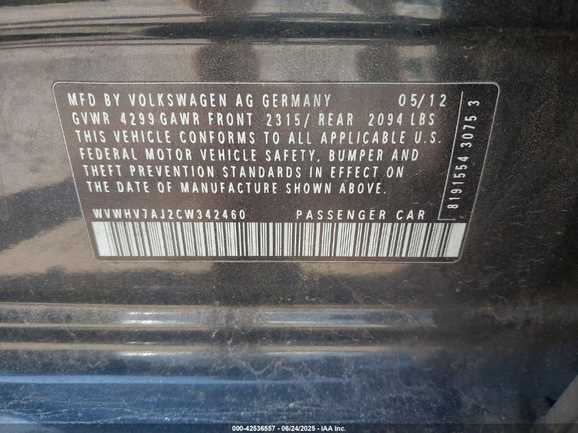 MFD BY VOLKSWAGEN AG GERMANY 05/12
GVWR 4299 GAWR FRONT 2315/ REAR 2094 LBS
THIS VEHICLE CONFORMS TO ALL APPLICABLE U.S.
FEDERAL MOTOR VEHICLE SAFETY, BUMPER AND
THEFT PREVENTION STANDARDS IN EFFECT ON
THE DATE OF MANUFACTURE SHOWN ABOVE.
WVWHV7AJ2CW342460 PASSENGER CAR
8191554 3075 3
000-42536557 - 06/24/2025 - IAA Inc.